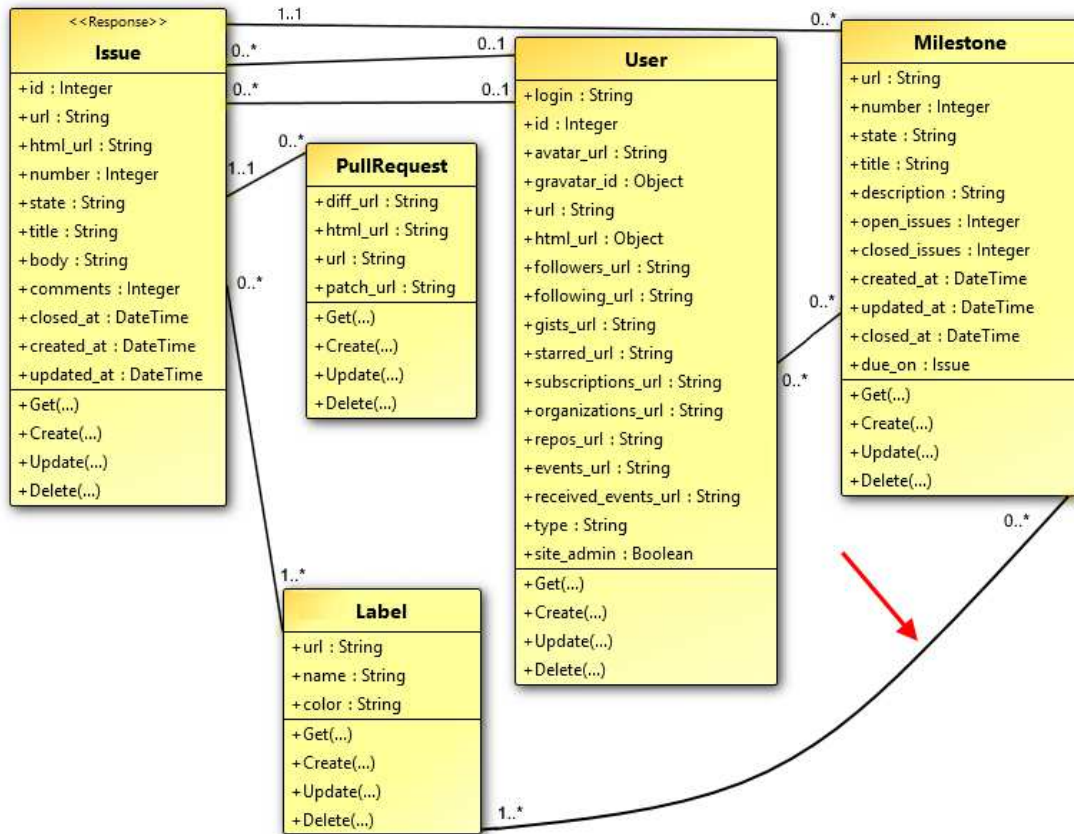 <<Response>>
Issue
+id : Integer
+url : String
+html_url : String
+number : Integer
+state : String
+title : String
+body : String
+comments : Integer
+closed_at : DateTime
+created_at : DateTime
+updated_at : DateTime
+Get(...)
+Create(...)
+Update(...)
+Delete(...)
1..1
0..*
0..*
0..1
0..*
0..1
1..1
0..*
PullRequest
+diff_url : String
+html_url : String
+url : String
+patch_url : String
+Get(...)
+Create(...)
+Update(...)
+Delete(...)
User
+login : String
+id : Integer
+avatar_url : String
+gravatar_id : Object
+url : String
+html_url : Object
+followers_url : String
+following_url : String
+gists_url : String
+starred_url : String
+subscriptions_url : String
+organizations_url : String
+repos_url : String
+events_url : String
+received_events_url : String
+type : String
+site_admin : Boolean
+Get(...)
+Create(...)
+Update(...)
+Delete(...)
0..*
0..*
Milestone
+url : String
+number : Integer
+state : String
+title : String
+description : String
+open_issues : Integer
+closed_issues : Integer
+created_at : DateTime
+updated_at : DateTime
+closed_at : DateTime
+due_on : Issue
+Get(...)
+Create(...)
+Update(...)
+Delete(...)
0..*
1..*
Label
+url : String
+name : String
+color : String
+Get(...)
+Create(...)
+Update(...)
+Delete(...)
1..*
0..*